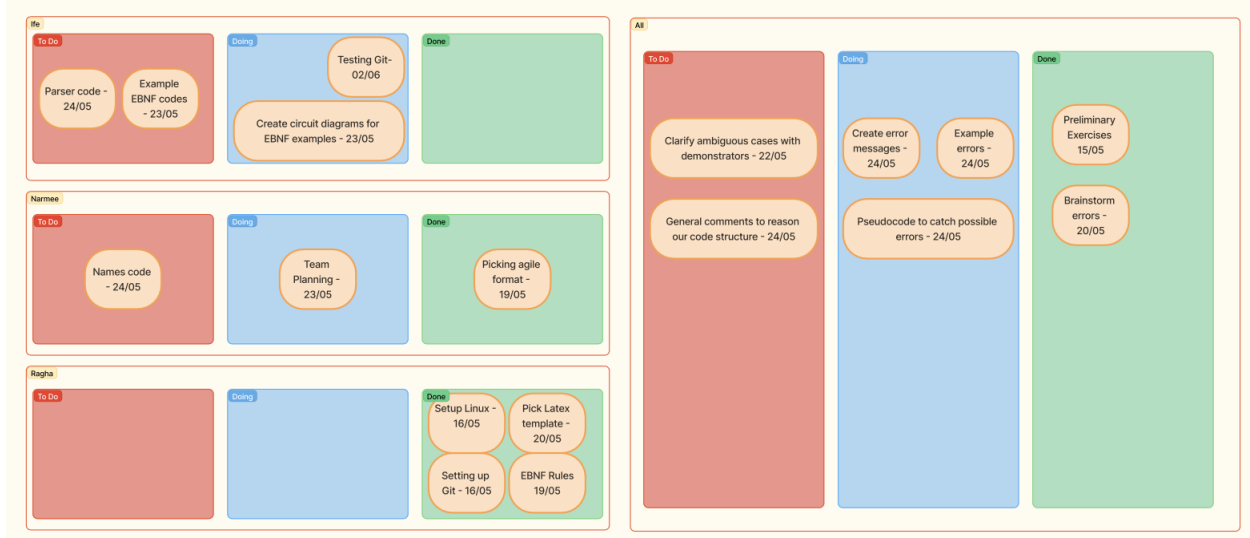 Ife
To Do
Parser code -
24/05
Example
EBNF codes
- 23/05
Doing
Testing Git-
02/06
Create circuit diagrams for
EBNF examples - 23/05
Done
Narmee
To Do
Names code
- 24/05
Doing
Team
Planning -
23/05
Done
Picking agile
format -
19/05
Ragha
To Do
Doing
Done
Setup Linux -
16/05
Pick Latex
template -
20/05
Setting up
Git - 16/05
EBNF Rules
19/05
All
To Do
Clarify ambiguous cases with
demonstrators - 22/05
General comments to reason
our code structure - 24/05
Doing
Create error
messages -
24/05
Example
errors -
24/05
Pseudocode to catch possible
errors - 24/05
Done
Preliminary
Exercises
15/05
Brainstorm
errors -
20/05